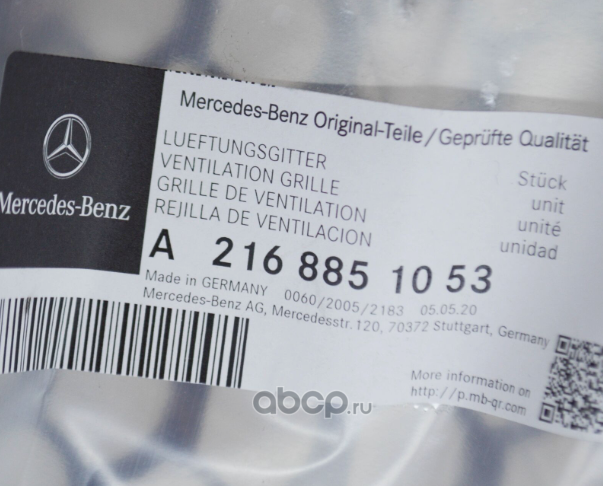 Mercedes-Benz
Mercedes-Benz Original-Teile/Geprüfte Qualität
LUEFTUNGSGITTER
VENTILATION GRILLE
GRILLE DE VENTILATION
REJILLA DE VENTILACION
Stück
unit
unité
unidad
A 216 885 10 53
Made in GERMANY 0060/2005/2183 05.05.20
Mercedes-Benz AG, Mercedesstr. 120, 70372 Stuttgart, Germany
More information on
http://p.mb-qr.com
abcp.ru